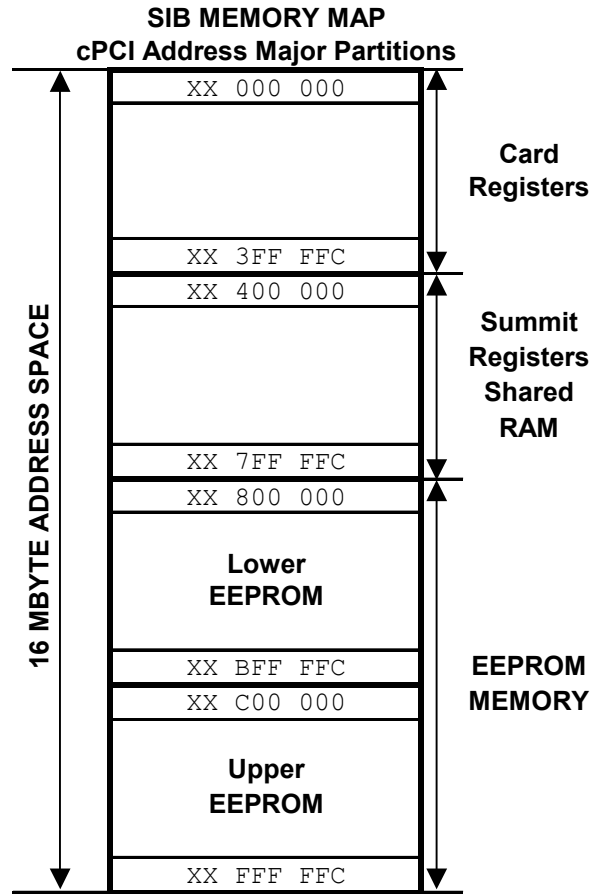 SIB MEMORY MAP
cPCI Address Major Partitions
XX 000 000
Card
Registers
XX 3FF FFC
XX 400 000
Summit
Registers
Shared
RAM
XX 7FF FFC
16 MBYTE ADDRESS SPACE
XX 800 000
Lower
EEPROM
XX BFF FFC
EEPROM
MEMORY
XX C00 000
Upper
EEPROM
XX FFF FFC